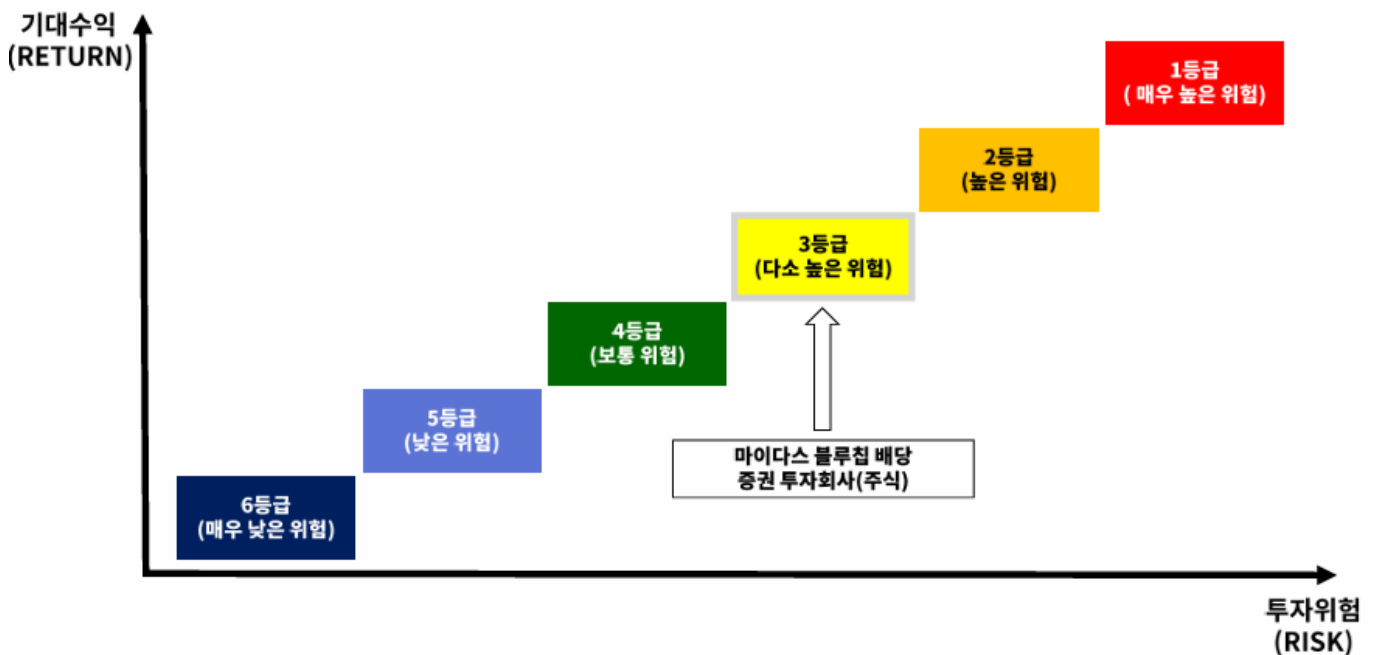 기대수익
(RETURN)
1등급
( 매우 높은 위험)
2등급
(높은 위험)
3등급
(다소 높은 위험)
4등급
(보통 위험)
5등급
(낮은 위험)
마이다스 블루칩 배당
증권 투자회사(주식)
6등급
(매우 낮은 위험)
투자위험
(RISK)